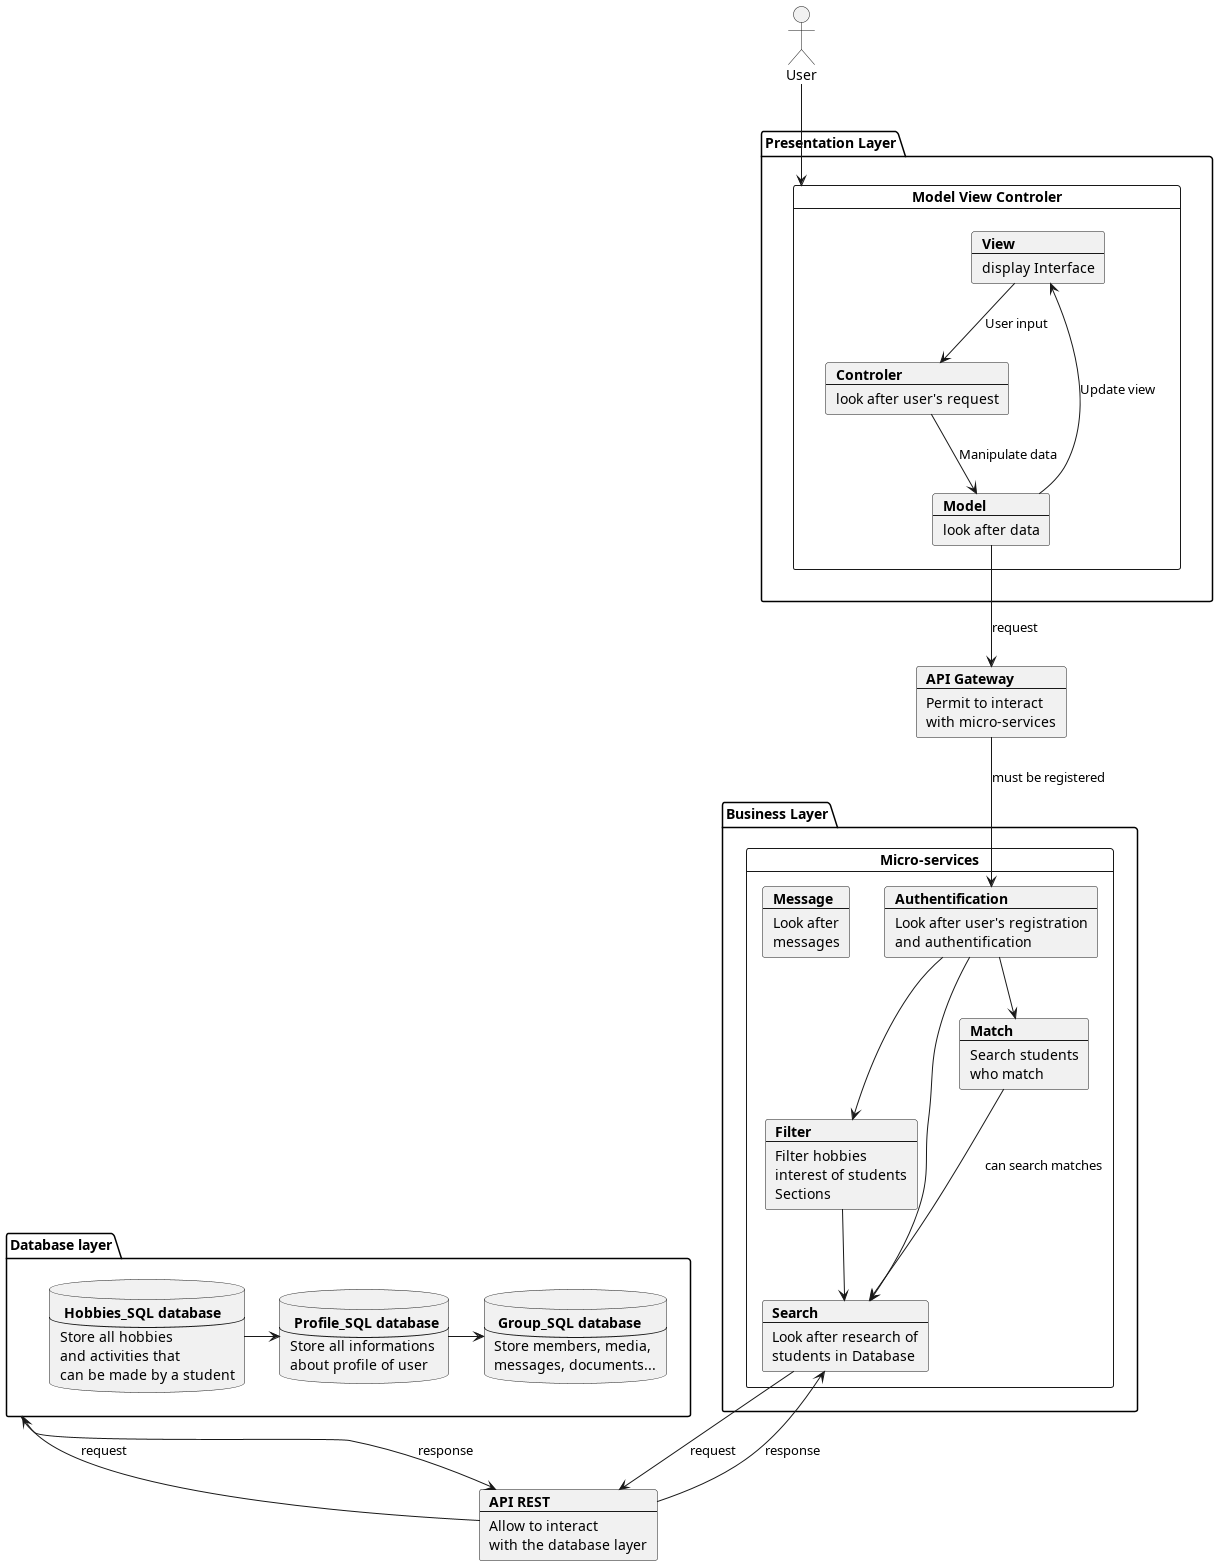 User
Presentation Layer
Model View Controler
View
display Interface
User input
Controler
look after user's request
Update view
Manipulate data
Model
look after data
request
API Gateway
Permit to interact
with micro-services
must be registered
Business Layer
Micro-services
Message
Look after
messages
Authentification
Look after user's registration
and authentification
Match
Search students
who match
Filter
Filter hobbies
interest of students
Sections
can search matches
Database layer
Hobbies_SQL database
Store all hobbies
and activities that
can be made by a student
Profile_SQL database
Store all informations
about profile of user
Group_SQL database
Store members, media,
messages, documents...
Search
Look after research of
students in Database
request
response
request
response
API REST
Allow to interact
with the database layer